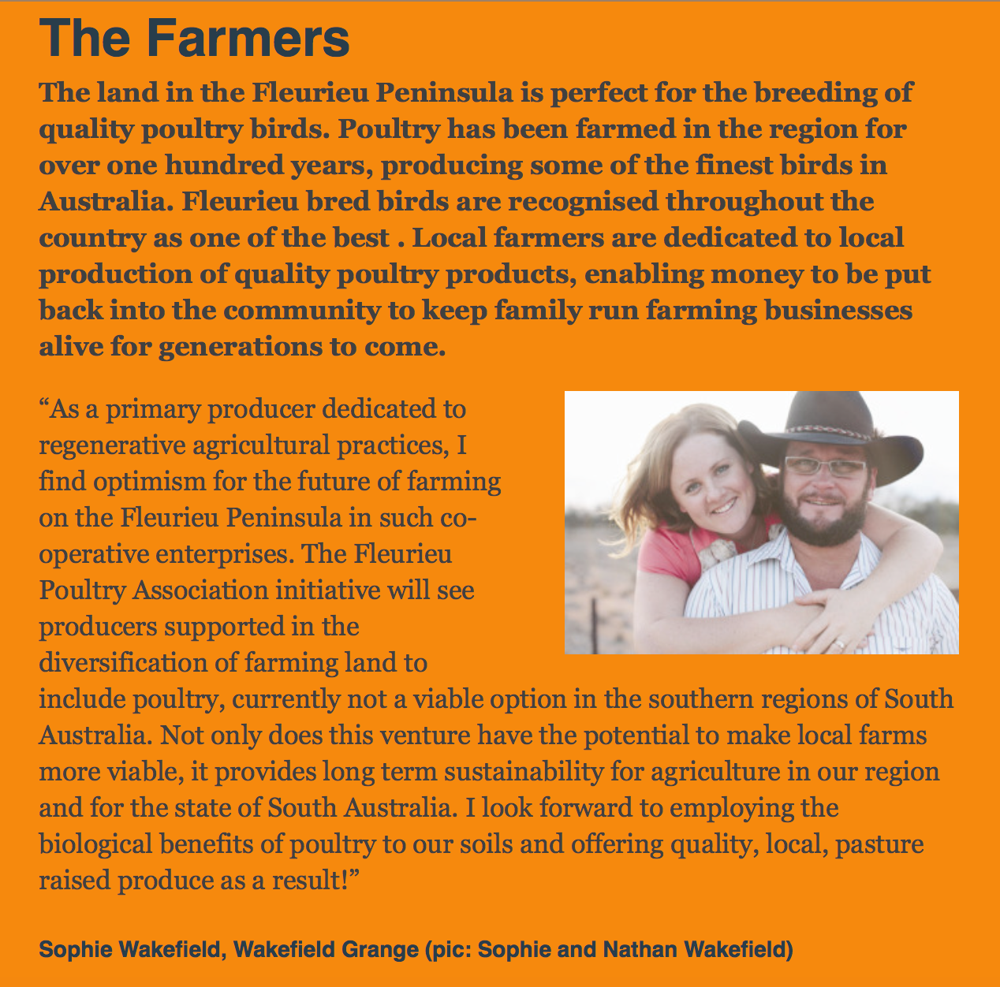 The Farmers
The land in the Fleurieu Peninsula is perfect for the breeding of
quality poultry birds. Poultry has been farmed in the region for
over one hundred years, producing some of the finest birds in
Australia. Fleurieu bred birds are recognised throughout the
country as one of the best . Local farmers are dedicated to local
production of quality poultry products, enabling money to be put
back into the community to keep family run farming businesses
alive for generations to come.
“As a primary producer dedicated to
regenerative agricultural practices, I
find optimism for the future of farming
on the Fleurieu Peninsula in such co-
operative enterprises. The Fleurieu
Poultry Association initiative will see
producers supported in the
diversification of farming land to
include poultry, currently not a viable option in the southern regions of South
Australia. Not only does this venture have the potential to make local farms
more viable, it provides long term sustainability for agriculture in our region
and for the state of South Australia. I look forward to employing the
biological benefits of poultry to our soils and offering quality, local, pasture
raised produce as a result!”
Sophie Wakefield, Wakefield Grange (pic: Sophie and Nathan Wakefield)